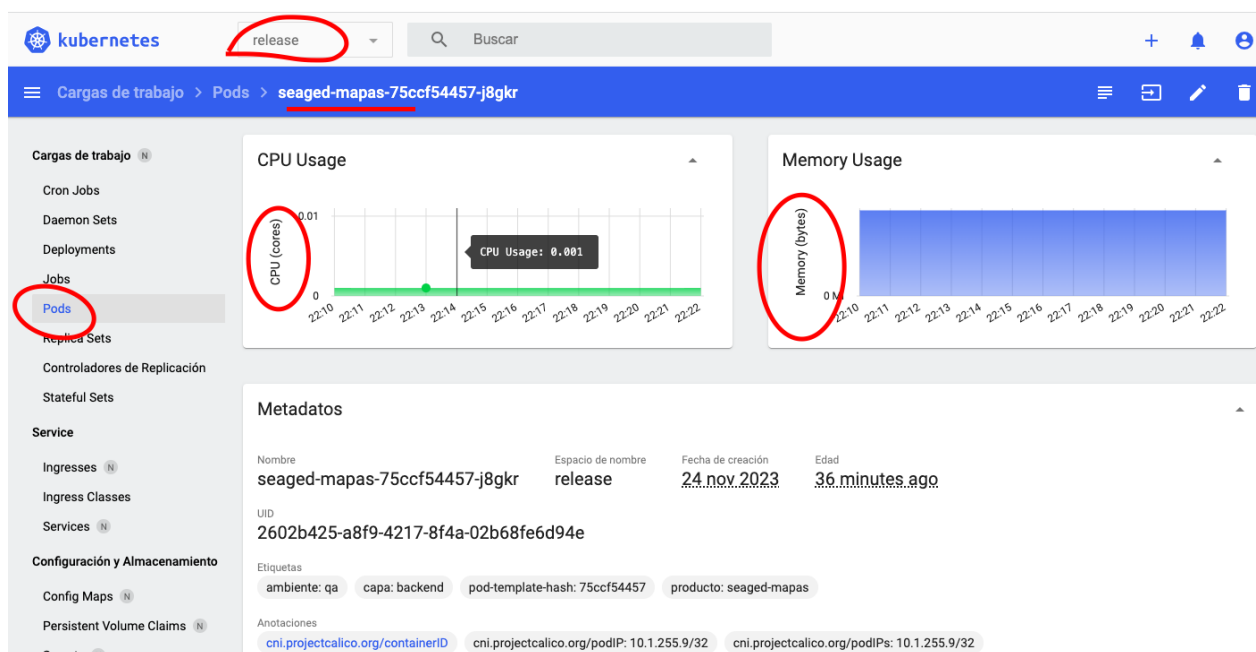 kubernetes
release
Buscar
Cargas de trabajo > Pods > seaged-mapas-75ccf54457-j8gkr
Cargas de trabajo N
Cron Jobs
Daemon Sets
Deployments
Jobs
Pods
Replica Sets
Controladores de Replicación
Stateful Sets
Service
Ingresses N
Ingress Classes
Services N
Configuración y Almacenamiento
Config Maps N
Persistent Volume Claims N
CPU Usage
CPU (cores)
0.01
0
CPU Usage: 0.001
22:10 22:11 22:12 22:13 22:14 22:15 22:16 22:17 22:18 22:19 22:20 22:21 22:22
Memory Usage
Memory (bytes)
0 Mi
22:10 22:11 22:12 22:13 22:14 22:15 22:16 22:17 22:18 22:19 22:20 22:21 22:22
Metadatos
Nombre Espacio de nombre Fecha de creación Edad
seaged-mapas-75ccf54457-j8gkr release 24 nov 2023 36 minutes ago
UID
2602b425-a8f9-4217-8f4a-02b68fe6d94e
Etiquetas
ambiente: qa capa: backend pod-template-hash: 75ccf54457 producto: seaged-mapas
Anotaciones
cni.projectcalico.org/containerID cni.projectcalico.org/podIP: 10.1.255.9/32 cni.projectcalico.org/podIPs: 10.1.255.9/32